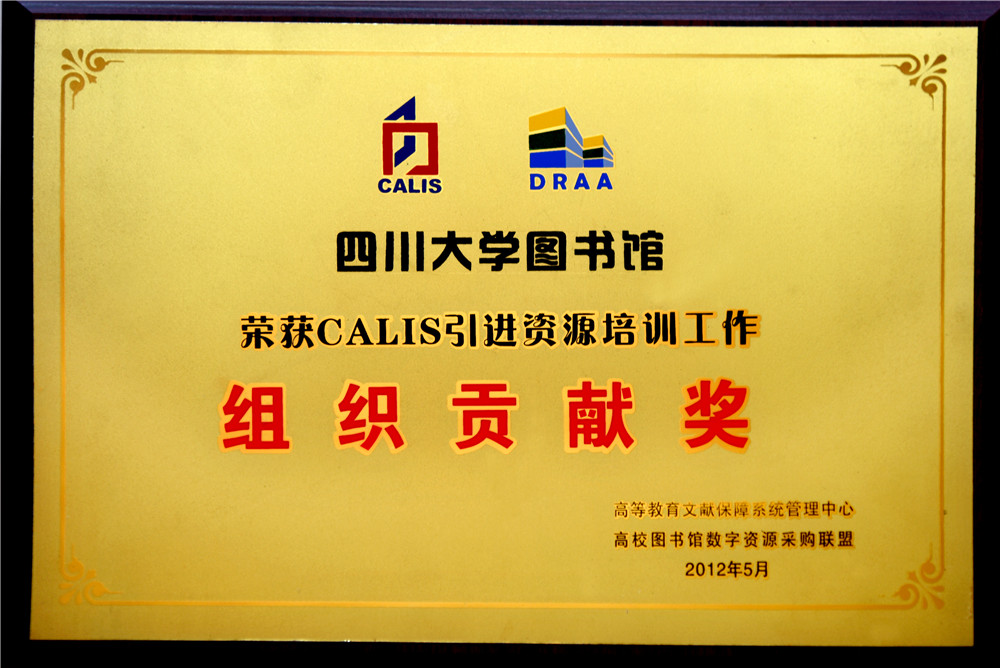 CALIS DRAA
四川大学图书馆
荣获CALIS引进资源培训工作
组织贡献奖
高等教育文献保障系统管理中心
高校图书馆数字资源采购联盟
2012年5月